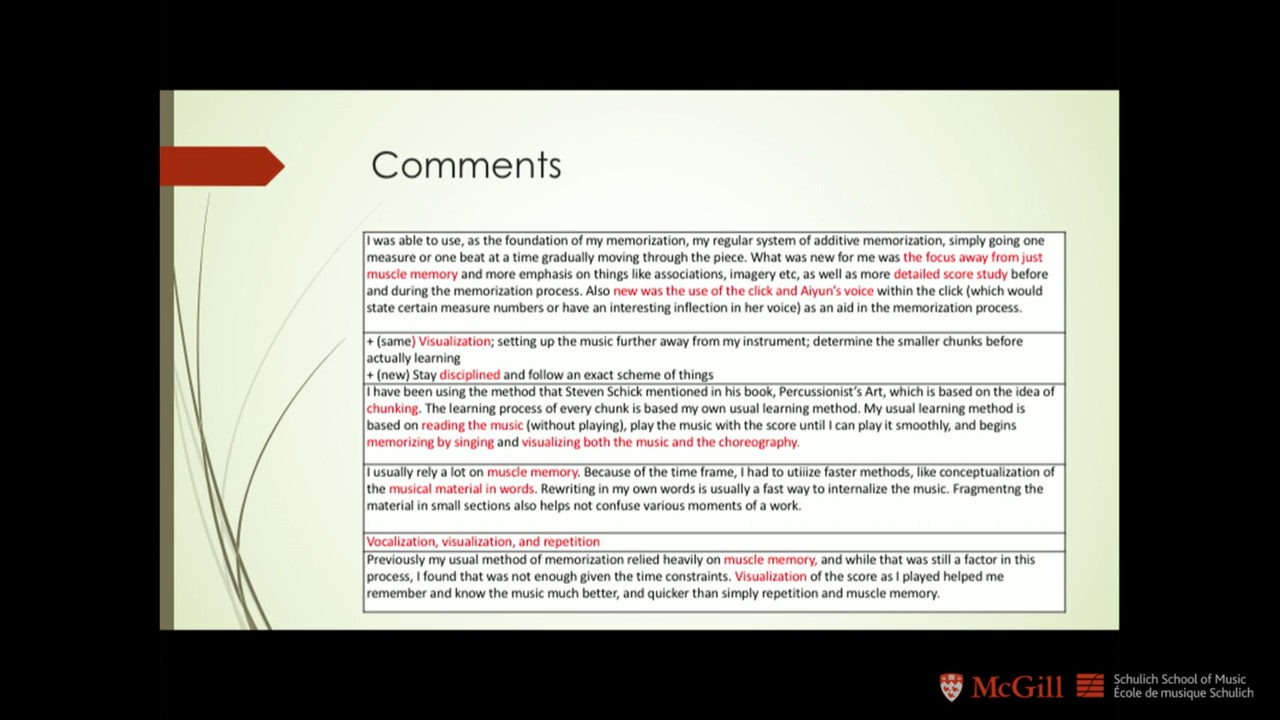 Comments
I was able to use, as the foundation of my memorization, my regular system of additive memorization, simply going one
measure or one beat at a time gradually moving through the piece. What was new for me was the focus away from just
muscle memory and more emphasis on things like associations, imagery etc, as well as more detailed score study before
and during the memorization process. Also new was the use of the click and Aiyun's voice within the click (which would
state certain measure numbers or have an interesting inflection in her voice) as an aid in the memorization process.
+ (same) Visualization; setting up the music further away from my instrument; determine the smaller chunks before
actually learning
+ (new) Stay disciplined and follow an exact scheme of things
I have been using the method that Steven Schick mentioned in his book, Percussionist's Art, which is based on the idea of
chunking. The learning process of every chunk is based my own usual learning method. My usual learning method is
based on reading the music (without playing), play the music with the score until I can play it smoothly, and begins
memorizing by singing and visualizing both the music and the choreography.
I usually rely a lot on muscle memory. Because of the time frame, I had to utiiize faster methods, like conceptualization of
the musical material in words. Rewriting in my own words is usually a fast way to internalize the music. Fragmentng the
material in small sections also helps not confuse various moments of a work.
Vocalization, visualization, and repetition
Previously my usual method of memorization relied heavily on muscle memory, and while that was still a factor in this
process, I found that was not enough given the time constraints. Visualization of the score as I played helped me
remember and know the music much better, and quicker than simply repetition and muscle memory.
McGill
Schulich School of Music
École de musique Schulich